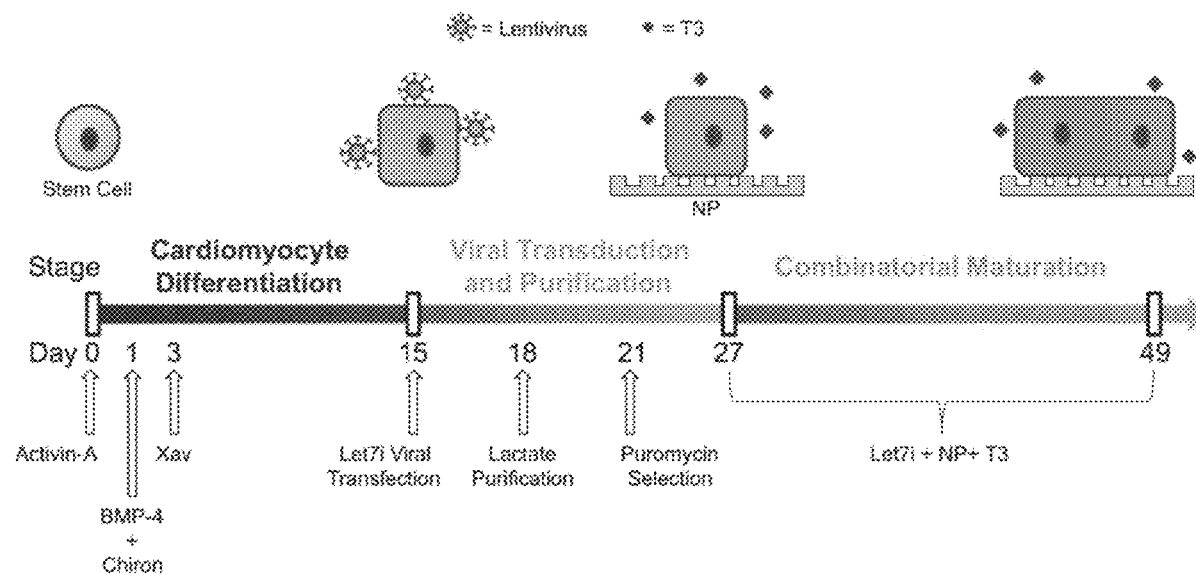 = Lentivirus
= T3
Stem Cell
NP
Stage
Cardiomyocyte
Differentiation
Viral Transduction
and Purification
Combinatorial Maturation
Day 0 1 3 15 18 21 27 49
Activin-A
BMP-4
+
Chiron
Xav
Let7i Viral
Transfection
Lactate
Purification
Puromycin
Selection
Let7i + NP+ T3